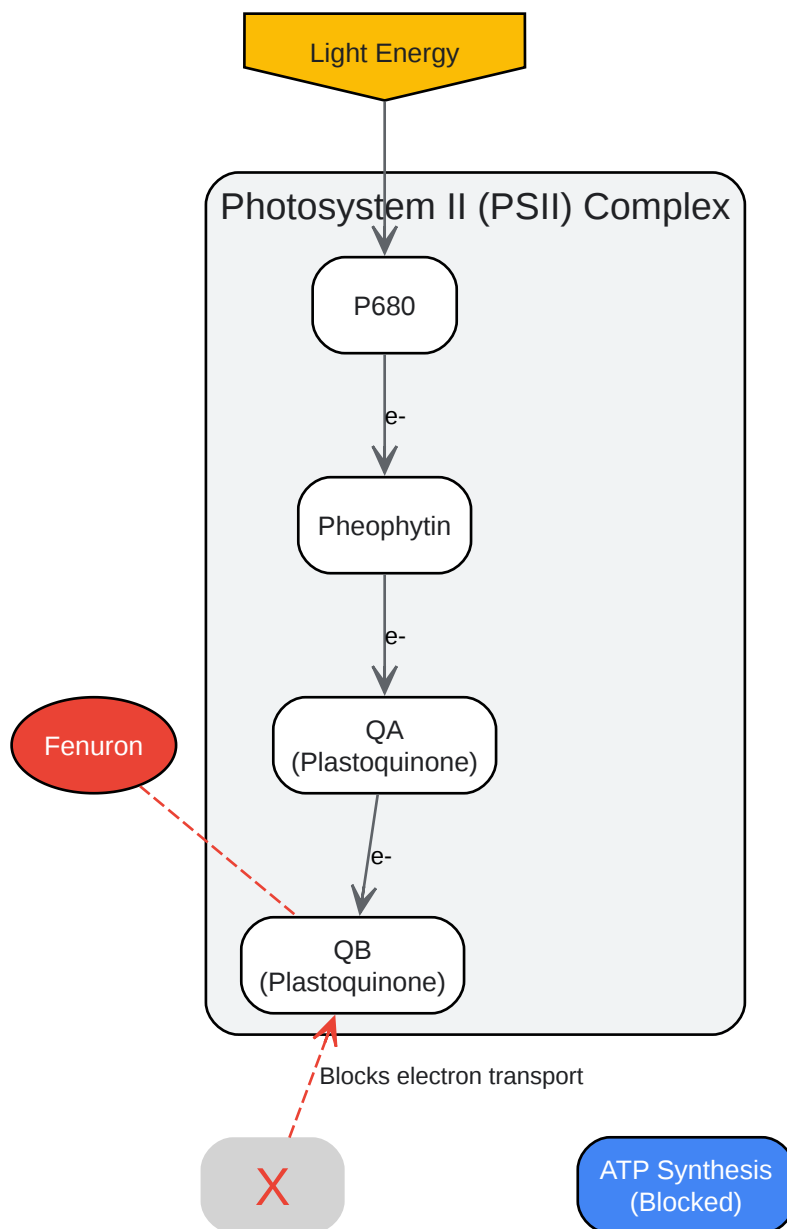 Light Energy
Photosystem II (PSII) Complex
P680
e-
Pheophytin
e-
QA
(Plastoquinone)
Fenuron
e-
QB
(Plastoquinone)
Blocks electron transport
X
ATP Synthesis
(Blocked)